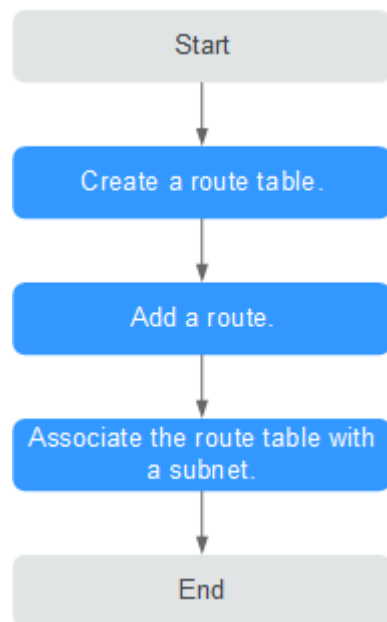 Start
Create a route table.
Add a route.
Associate the route table with
a subnet.
End